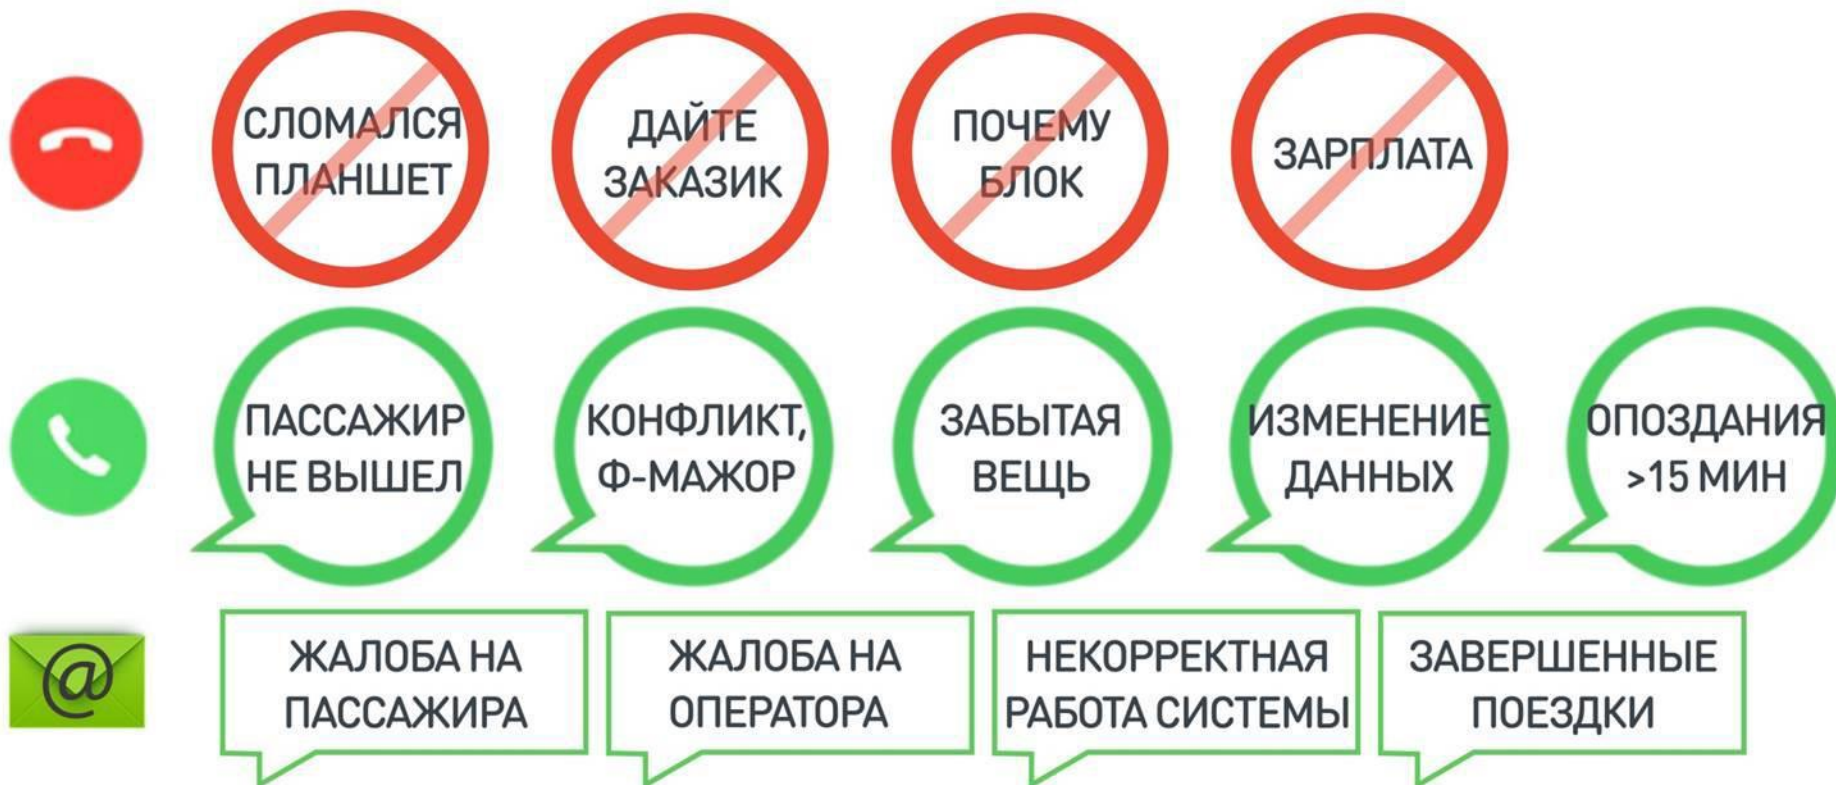 СЛОМАЛСЯ
ПЛАНШЕТ
ДАЙТЕ
ЗАКАЗИК
ПОЧЕМУ
БЛОК
ЗАРПЛАТА
ПАССАЖИР
НЕ ВЫШЕЛ
КОНФЛИКТ,
Ф-МАЖОР
ЗАБЫТАЯ
ВЕЩЬ
ИЗМЕНЕНИЕ
ДАННЫХ
ОПОЗДАНИЯ
>15 МИН
@
ЖАЛОБА НА
ПАССАЖИРА
ЖАЛОБА НА
ОПЕРАТОРА
НЕКОРРЕКТНАЯ
РАБОТА СИСТЕМЫ
ЗАВЕРШЕННЫЕ
ПОЕЗДКИ